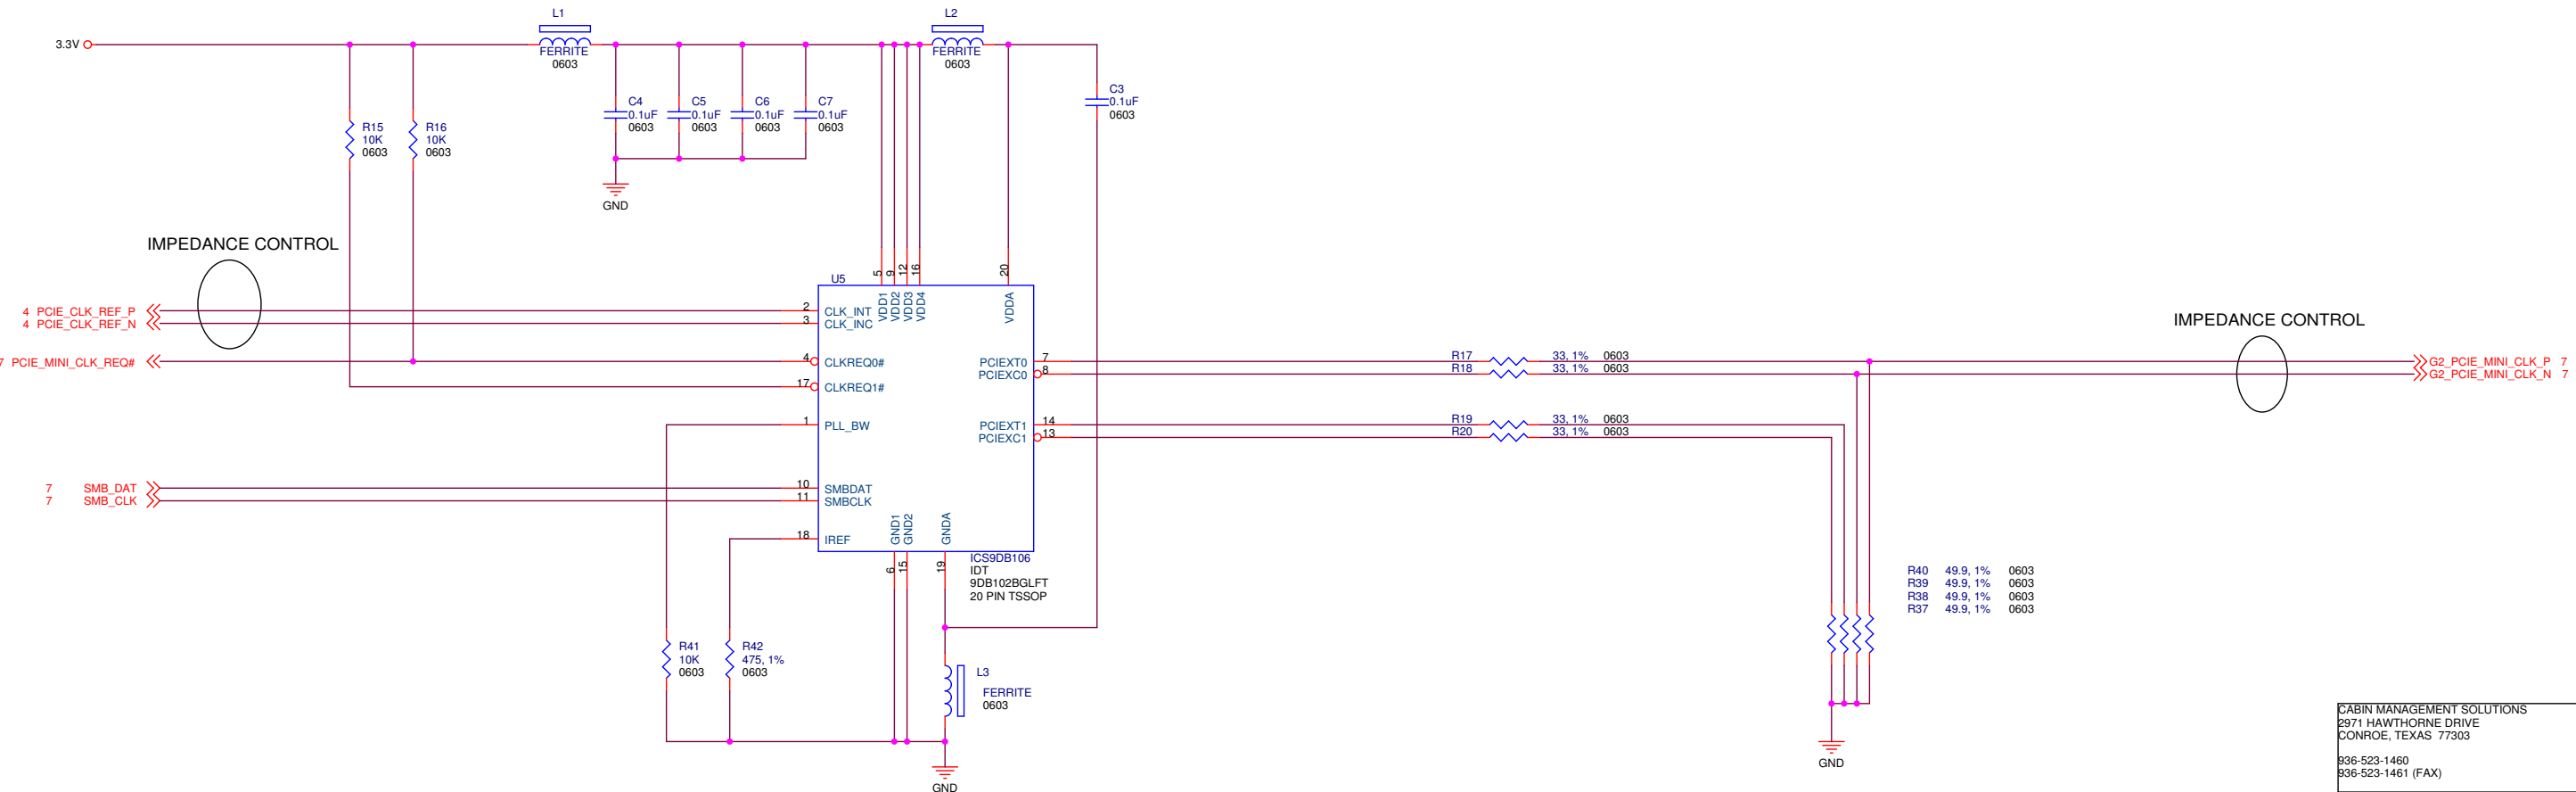 L1
L2
3.3V
FERRITE
0603
FERRITE
0603
C4
0.1uF
0603
C5
0.1uF
0603
C6
0.1uF
0603
C7
0.1uF
0603
C3
0.1uF
0603
R15
10K
0603
R16
10K
0603
GND
IMPEDANCE CONTROL
4 PCIE_CLK_REF_P
4 PCIE_CLK_REF_N
7 PCIE_MINI_CLK_REQ#
7 SMB_DAT
7 SMB_CLK
U5
5
9
12
16
20
VDD1
VDD2
VDD3
VDD4
VDDA
2 CLK_INT
3 CLK_INC
4 CLKREQ0#
17 CLKREQ1#
1 PLL_BW
10 SMBDAT
11 SMBCLK
18 IREF
PCIEXT0 7
PCIEXC0 8
PCIEXT1 14
PCIEXC1 13
GND1
GND2
GNDA
6
15
19
ICS9DB106
IDT
9DB102BGLFT
20 PIN TSSOP
R41
10K
0603
R42
475, 1%
0603
L3
FERRITE
0603
GND
R17 33, 1% 0603
R18 33, 1% 0603
R19 33, 1% 0603
R20 33, 1% 0603
IMPEDANCE CONTROL
G2_PCIE_MINI_CLK_P 7
G2_PCIE_MINI_CLK_N 7
R40 49.9, 1% 0603
R39 49.9, 1% 0603
R38 49.9, 1% 0603
R37 49.9, 1% 0603
GND
CABIN MANAGEMENT SOLUTIONS
2971 HAWTHORNE DRIVE
CONROE, TEXAS 77303
936-523-1460
936-523-1461 (FAX)